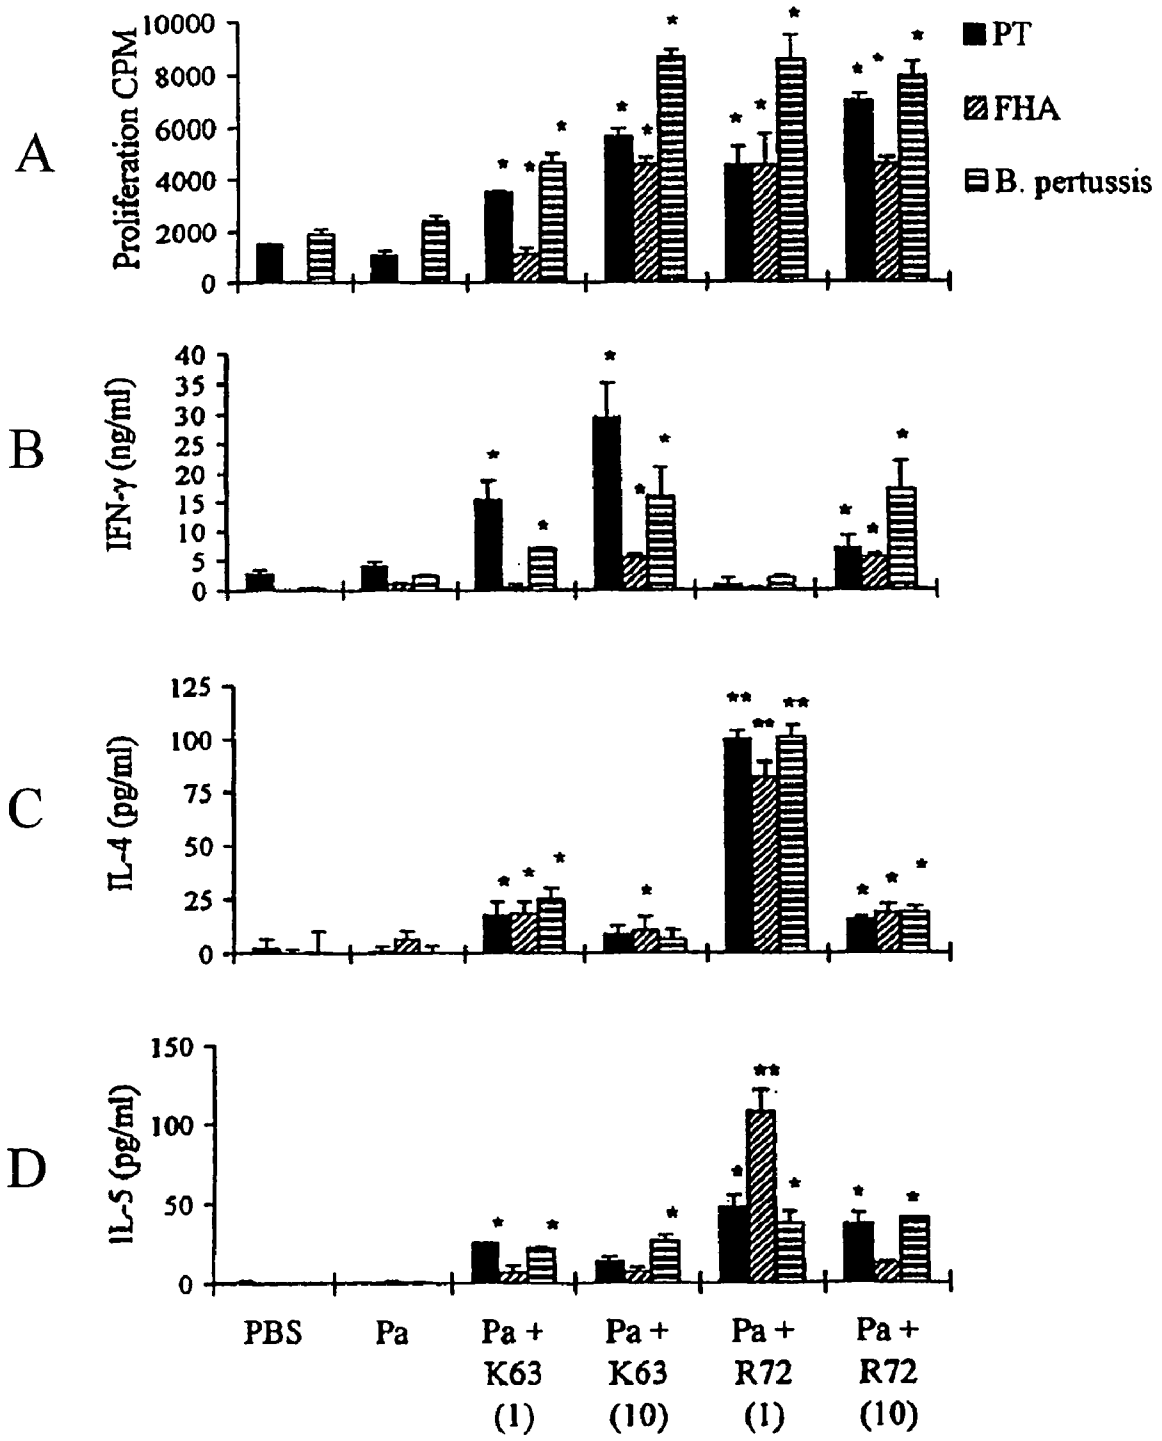 A
Proliferation CPM
10000
8000
6000
4000
2000
0
* * * * * * * * * * * *
PT
FHA
B. pertussis
B
IFN-γ (ng/ml)
40
35
30
25
20
15
10
5
0
* * * * * * * *
C
IL-4 (pg/ml)
125
100
75
50
25
0
* * * * ** ** ** * * *
D
IL-5 (pg/ml)
150
100
50
0
* * * * ** * * *
PBS Pa Pa + Pa + Pa + Pa +
K63 K63 R72 R72
(1) (10) (1) (10)